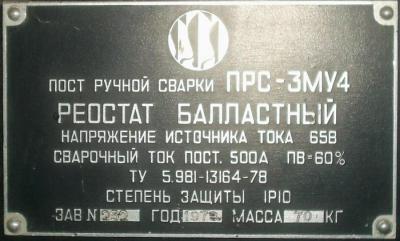 ПОСТ РУЧНОЙ СВАРКИ ПРС-3МУ4
РЕОСТАТ БАЛЛАСТНЫЙ
НАПРЯЖЕНИЕ ИСТОЧНИКА ТОКА 65В
СВАРОЧНЫЙ ТОК ПОСТ. 500А ПВ=60%
ТУ 5.981-13164-78
СТЕПЕНЬ ЗАЩИТЫ IP10
ЗАВ N ГОД 1979 МАССА 70 КГ